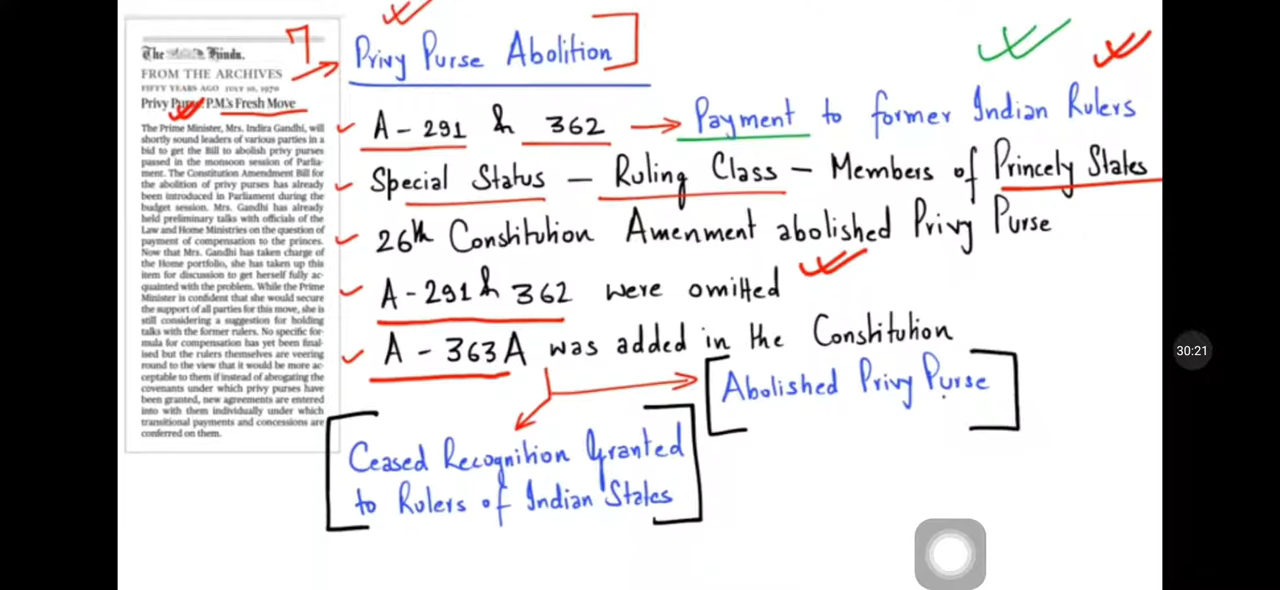 The Hindu.
FROM THE ARCHIVES
FIFTY YEARS AGO JULY 10, 1970
Privy Purse: P.M.'s Fresh Move
The Prime Minister, Mrs. Indira Gandhi, will
shortly sound leaders of various parties in a
bid to get the Bill to abolish privy purses
passed in the monsoon session of Parlia-
ment. The Constitution Amendment Bill for
the abolition of privy purses has already
been introduced in Parliament during the
budget session. Mrs. Gandhi has already
held preliminary talks with officials of the
Law and Home Ministries on the question of
payment of compensation to the princes.
Now that Mrs. Gandhi has taken charge of
the Home portfolio, she has taken up this
item for discussion to get herself fully ac-
quainted with the problem. While the Prime
Minister is confident that she would secure
the support of all parties for this move, she is
still considering a suggestion for holding
talks with the former rulers. No specific for-
mula for compensation has yet been final-
ised but the rulers themselves are veering
round to the view that it would be more ac-
ceptable to them if instead of abrogating the
covenants under which privy purses have
been granted, new agreements are entered
into with them individually under which
transitional payments and concessions are
conferred on them.
7
Privy Purse Abolition
A - 291 & 362 → Payment to former Indian Rulers
Special Status – Ruling Class – Members of Princely States
26th Constitution Amenment abolished Privy Purse
A - 291 & 362 were omitted
A - 363A was added in the Constitution
Abolished Privy Purse
Ceased Recognition Granted
to Rulers of Indian States
30:21